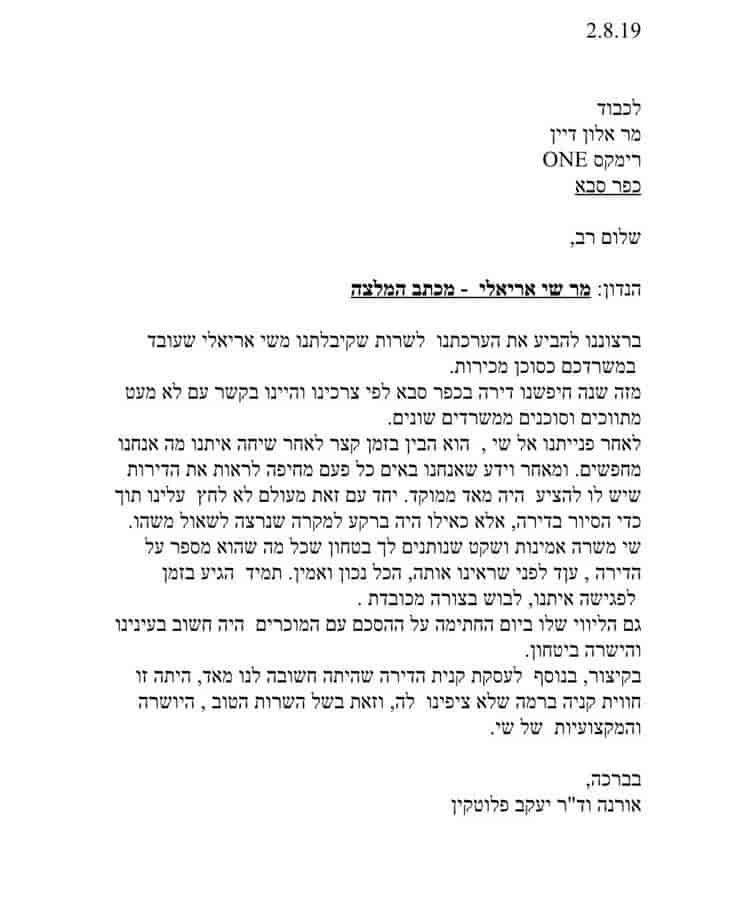 2.8.19
לכבוד
מר אלון דיין
רימקס ONE
כפר סבא
שלום רב,
הנדון: מר שי אריאלי - מכתב המלצה
ברצוננו להביע את הערכתנו לשרות שקיבלתנו משי אריאלי שעובד
במשרדכם כסוכן מכירות.
מזה שנה חיפשנו דירה בכפר סבא לפי צרכינו והיינו בקשר עם לא מעט
מתווכים וסוכנים ממשרדים שונים.
לאחר פנייתנו אל שי , הוא הבין בזמן קצר לאחר שיחה איתנו מה אנחנו
מחפשים. ומאחר וידע שאנחנו באים כל פעם מחיפה לראות את הדירות
שיש לו להציע היה מאד ממוקד. יחד עם זאת מעולם לא לחץ עלינו תוך
כדי הסיור בדירה, אלא כאילו היה ברקע למקרה שנרצה לשאול משהו.
שי משרה אמינות ושקט שנותנים לך בטחון שכל מה שהוא מספר על
הדירה , עןד לפני שראינו אותה, הכל נכון ואמין. תמיד הגיע בזמן
לפגישה איתנו, לבוש בצורה מכובדת .
גם הליווי שלו ביום החתימה על ההסכם עם המוכרים היה חשוב בעינינו
והישרה ביטחון.
בקיצור, בנוסף לעסקת קנית הדירה שהיתה חשובה לנו מאד, היתה זו
חווית קניה ברמה שלא ציפינו לה, וזאת בשל השרות הטוב , היושרה
והמקצועיות של שי.
בברכה,
אורנה וד"ר יעקב פלוטקין